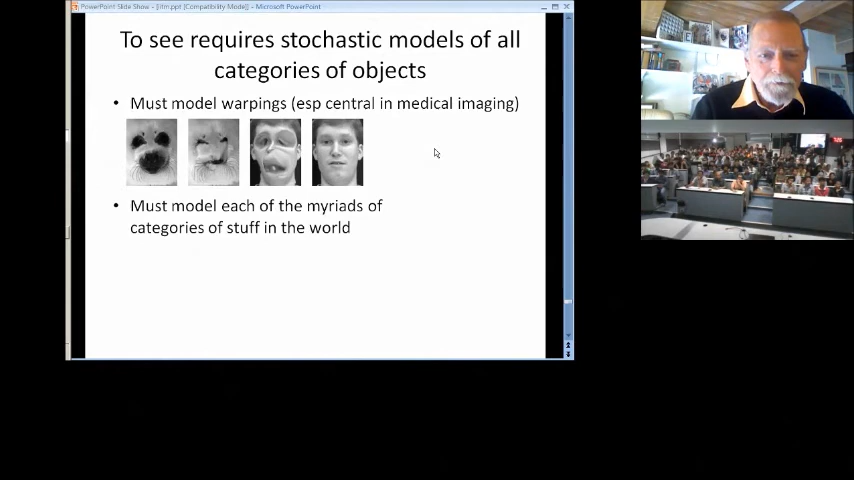 PowerPoint Slide Show - [ifm.ppt [Compatibility Mode]] - Microsoft PowerPoint
To see requires stochastic models of all
categories of objects
• Must model warpings (esp central in medical imaging)
• Must model each of the myriads of
categories of stuff in the world